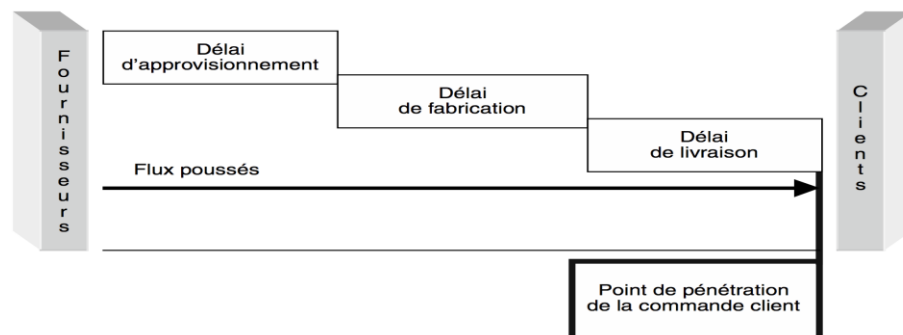 Fournisseurs
Délai
d'approvisionnement
Délai
de fabrication
Délai
de livraison
Flux poussés
Clients
Point de pénétration
de la commande client